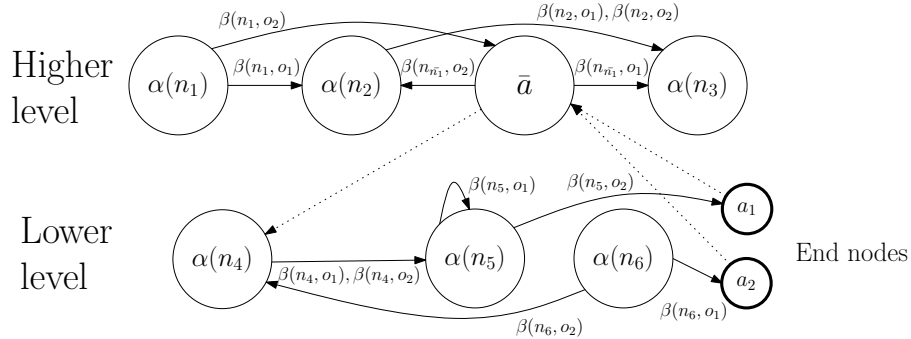 β(n₁, o₂)
β(n₂, o₁), β(n₂, o₂)
Higher
level
α(n₁)
β(n₁, o₁)
α(n₂)
β(n_{n̄₁}, o₂)
ā
β(n_{n̄₁}, o₁)
α(n₃)
Lower
level
α(n₄)
β(n₄, o₁), β(n₄, o₂)
β(n₅, o₁)
α(n₅)
β(n₅, o₂)
α(n₆)
β(n₆, o₂)
β(n₆, o₁)
a₁
a₂
End nodes